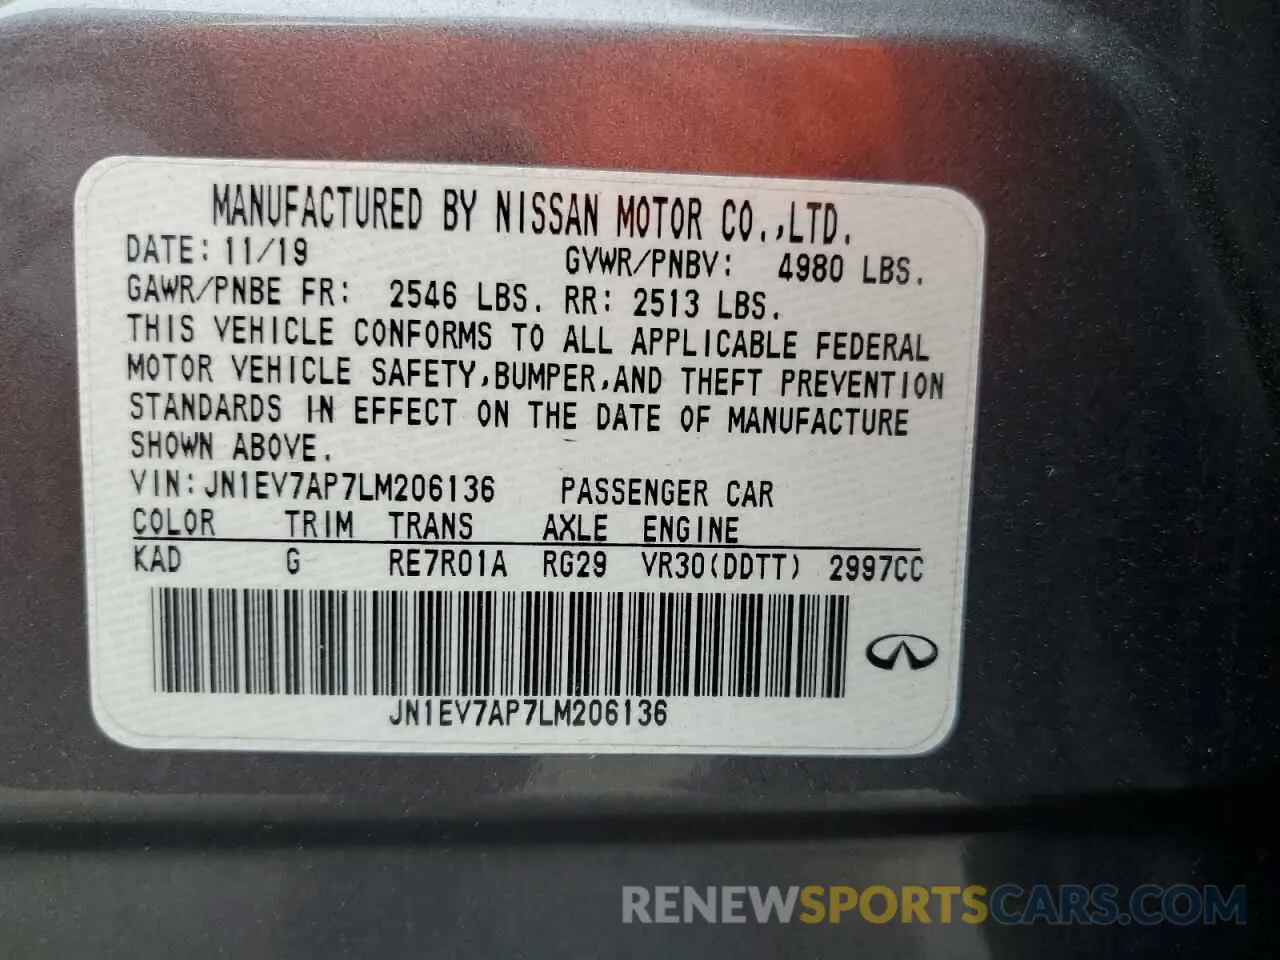 MANUFACTURED BY NISSAN MOTOR CO.,LTD.
DATE: 11/19 GVWR/PNBV: 4980 LBS.
GAWR/PNBE FR: 2546 LBS. RR: 2513 LBS.
THIS VEHICLE CONFORMS TO ALL APPLICABLE FEDERAL
MOTOR VEHICLE SAFETY,BUMPER,AND THEFT PREVENTION
STANDARDS IN EFFECT ON THE DATE OF MANUFACTURE
SHOWN ABOVE.
VIN:JN1EV7AP7LM206136 PASSENGER CAR
COLOR TRIM TRANS AXLE ENGINE
KAD G RE7R01A RG29 VR30(DDTT) 2997CC
JN1EV7AP7LM206136
RENEWSPORTSCARS.COM